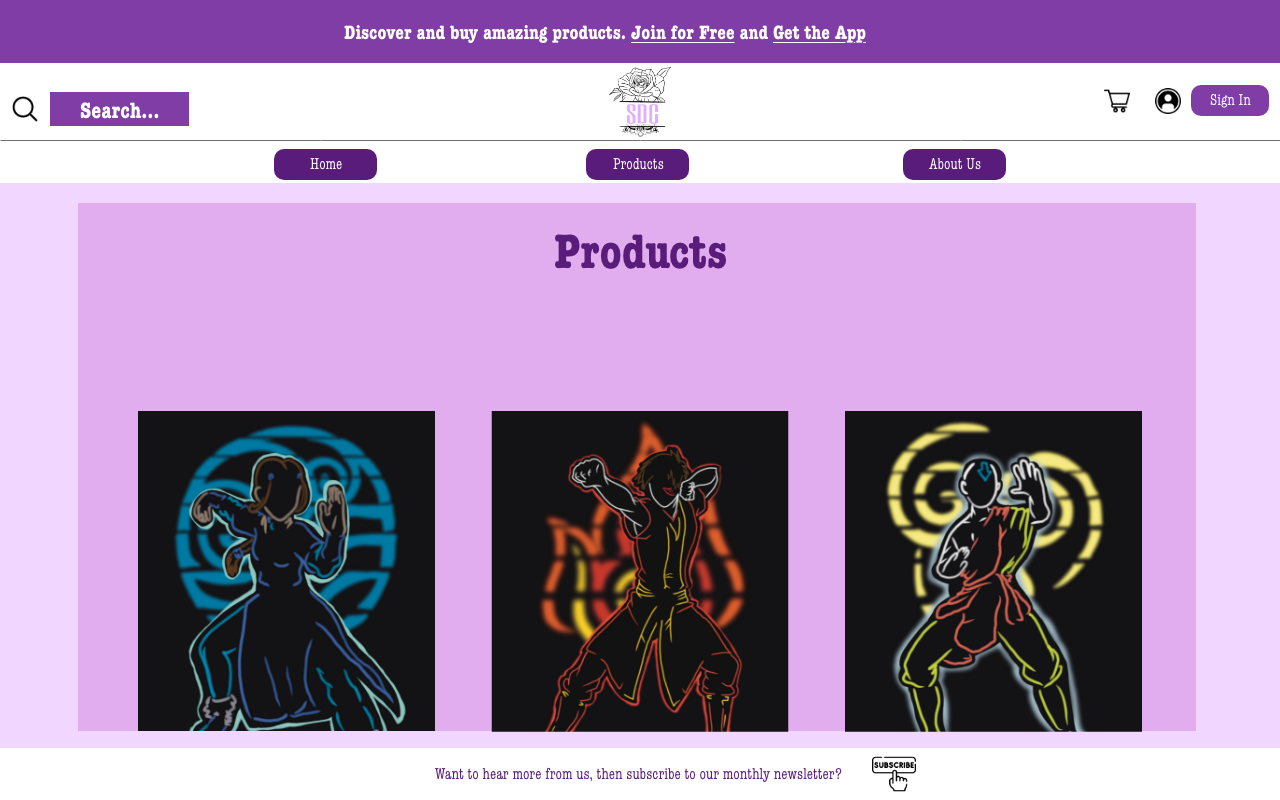 Discover and buy amazing products. Join for Free and Get the App
Search...
SDC
Sign In
Home
Products
About Us
Products
Want to hear more from us, then subscribe to our monthly newsletter?
SUBSCRIBE